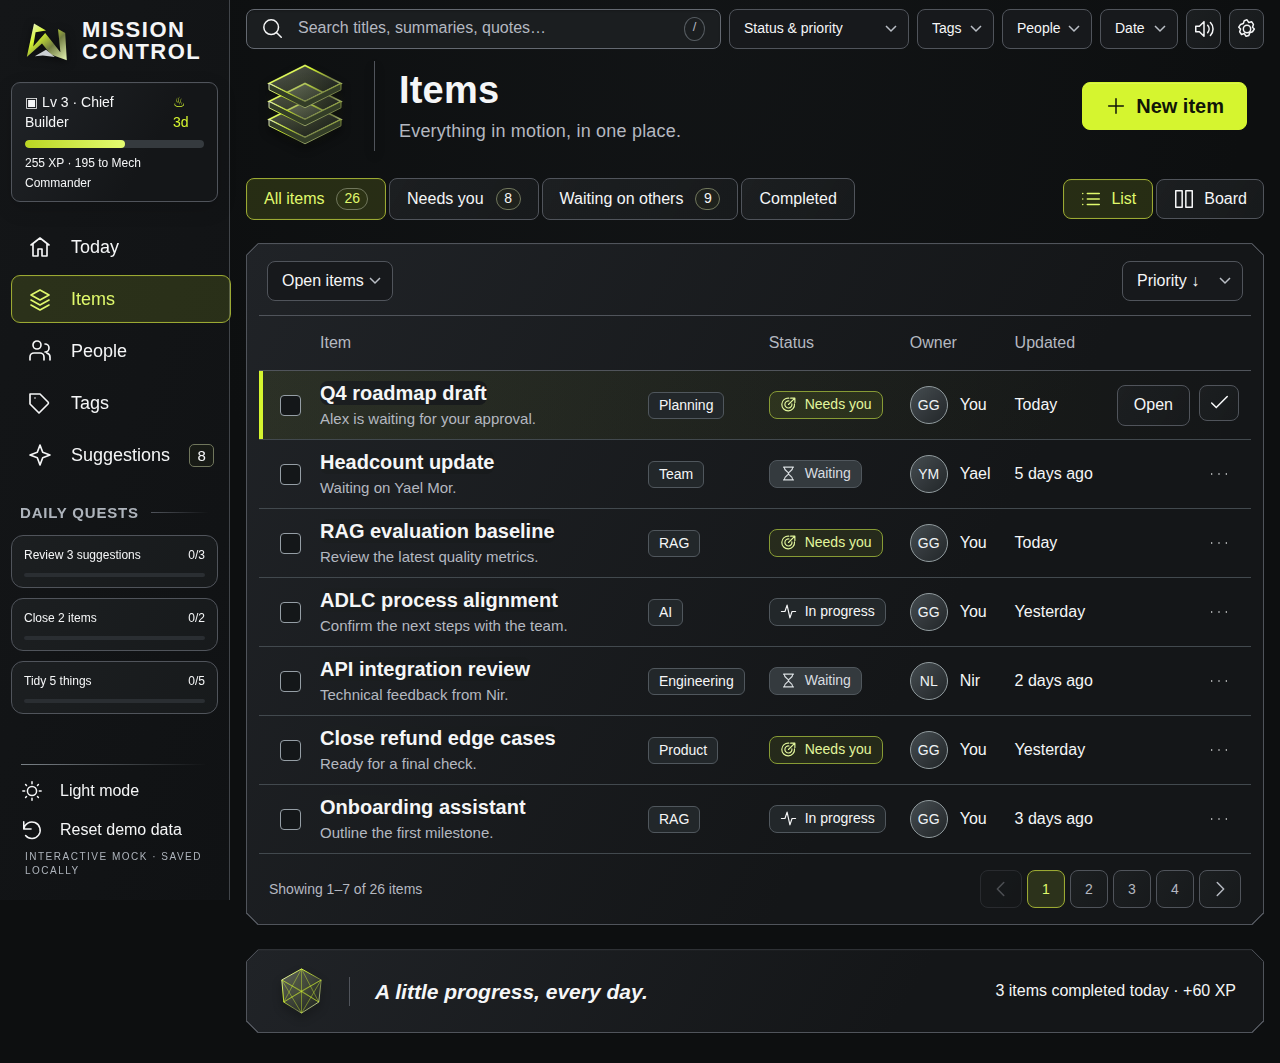 MISSION
CONTROL
Search titles, summaries, quotes…
/
Status & priority
Tags
People
Date
Lv 3 · Chief
Builder
3d
255 XP · 195 to Mech
Commander
Items
Everything in motion, in one place.
New item
Today
Items
People
Tags
Suggestions 8
All items 26
Needs you 8
Waiting on others 9
Completed
List
Board
DAILY QUESTS
Review 3 suggestions 0/3
Close 2 items 0/2
Tidy 5 things 0/5
Light mode
Reset demo data
INTERACTIVE MOCK · SAVED
LOCALLY
Open items
Priority ↓
Item Status Owner Updated
Q4 roadmap draft
Alex is waiting for your approval.
Planning Needs you GG You Today Open
Headcount update
Waiting on Yael Mor.
Team Waiting YM Yael 5 days ago ···
RAG evaluation baseline
Review the latest quality metrics.
RAG Needs you GG You Today ···
ADLC process alignment
Confirm the next steps with the team.
AI In progress GG You Yesterday ···
API integration review
Technical feedback from Nir.
Engineering Waiting NL Nir 2 days ago ···
Close refund edge cases
Ready for a final check.
Product Needs you GG You Yesterday ···
Onboarding assistant
Outline the first milestone.
RAG In progress GG You 3 days ago ···
Showing 1–7 of 26 items
1 2 3 4
A little progress, every day.
3 items completed today · +60 XP